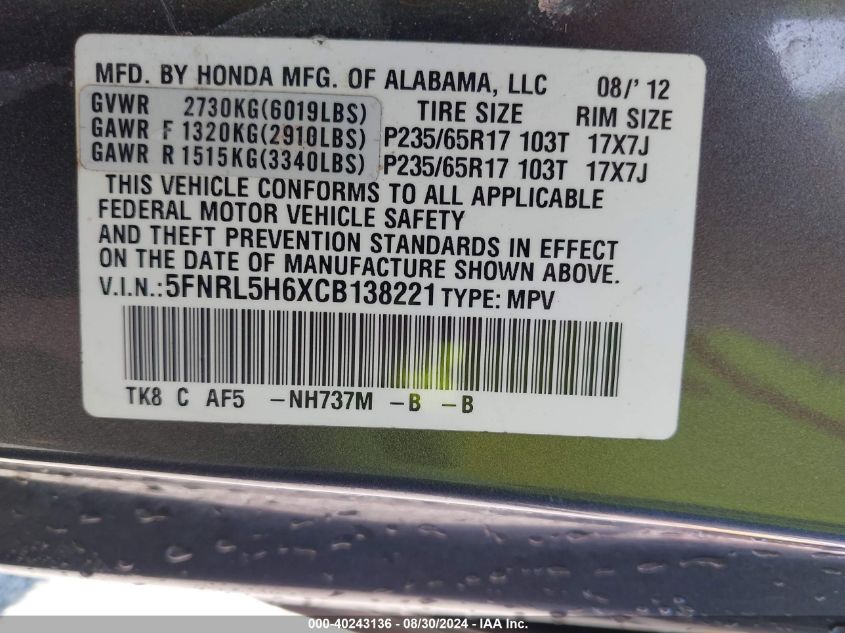 MFD. BY HONDA MFG. OF ALABAMA, LLC 08/' 12
GVWR 2730KG(6019LBS) TIRE SIZE RIM SIZE
GAWR F 1320KG(2910LBS) P235/65R17 103T 17X7J
GAWR R 1515KG(3340LBS) P235/65R17 103T 17X7J
THIS VEHICLE CONFORMS TO ALL APPLICABLE
FEDERAL MOTOR VEHICLE SAFETY
AND THEFT PREVENTION STANDARDS IN EFFECT
ON THE DATE OF MANUFACTURE SHOWN ABOVE.
V.I.N.:5FNRL5H6XCB138221 TYPE: MPV
TK8 C AF5 -NH737M -B -B
000-40243136 - 08/30/2024 - IAA Inc.